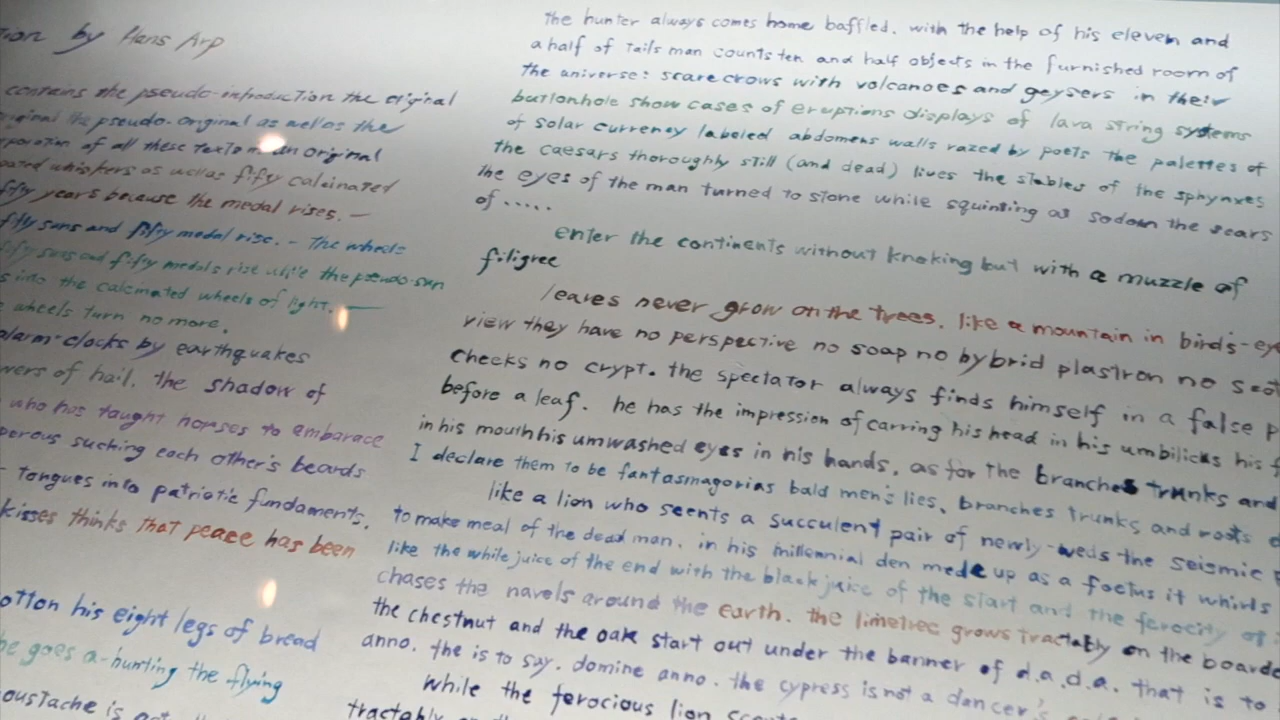 by Hans Arp
contains the pseudo-introduction the original
the pseudo-original as well as the
of all these texts in an original
whiskers as well as fifty calcinated
fifty years because the medal rises. —
fifty suns and fifty medal rise. - The wheels
fifty suns and fifty medals rise while the pseudo-sun
into the calcinated wheels of light. —
wheels turn no more.
alarm-clocks by earthquakes
of hail. the shadow of
who has taught horses to embarace
sucking each other's beards
tongues into patriotic fundaments.
kisses thinks that peace has been
his eight legs of bread
he goes a-hunting the flying
is
the hunter always comes home baffled. with the help of his eleven and
a half of tails man counts ten and half objects in the furnished room of
the aniverse: scarecrows with volcanoes and geysers in their
buttonhole show cases of eruptions displays of lava string systems
of solar currency labeled abdomens walls razed by poets the palettes of
the caesars thoroughly still (and dead) lives the stables of the sphynxes
the eyes of the man turned to stone while squinting at sodom the scars
of .....
enter the continents without knoking but with a muzzle of
filigree
leares never grow on the trees. like a mountain in birds-eye
view they have no perspective no soap no bybrid plastron no
cheeks no crypt. the spectator always finds himself in a false
before a leaf. he has the impression of carring his head in his umbilicus his
in his mouth his umwashed eyes in his hands. as for the branches trunks and
I declare them to be fantasmagorias bald men's lies. branches trunks and roots
like a lion who scents a succulent pair of newly-weds the seismic
to make meal of the dead man. in his millennial den mede up as a foetus it whirls
like the while juice of the end with the black juice of the start and the ferocity of
chases the navels around the earth. the limetree grows tractably on the boarded
the chestnut and the oak start out under the banner of d.a.d.a. that is to
anno. the is to say. domine anno. the cypress is not a dancer's
while the ferocious lion
tractably